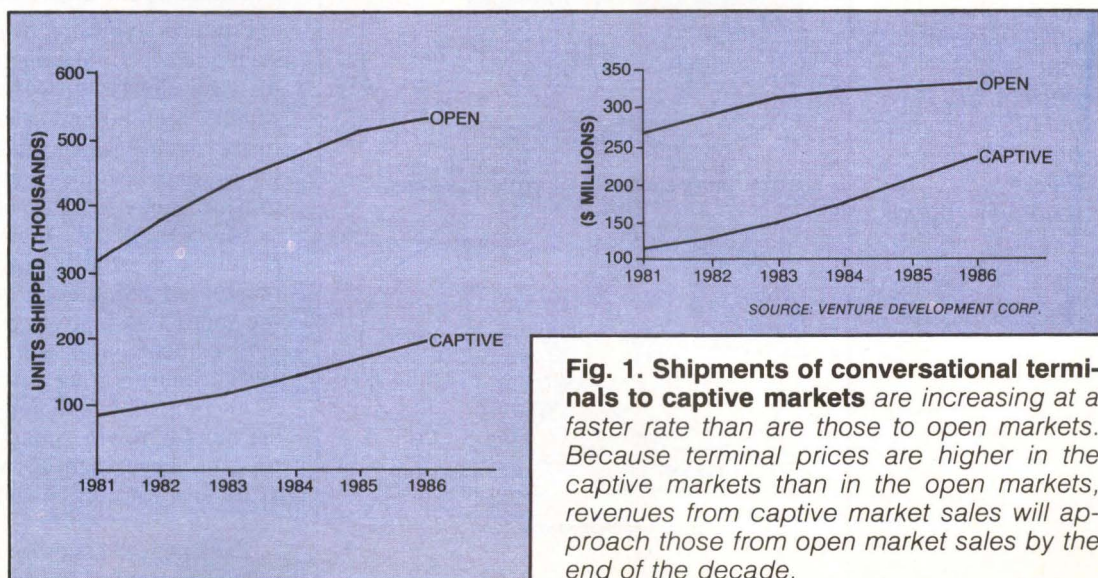 600
500
400
300
200
100
UNITS SHIPPED (THOUSANDS)
OPEN
CAPTIVE
1981 1982 1983 1984 1985 1986
350
300
250
200
150
100
($ MILLIONS)
OPEN
CAPTIVE
1981 1982 1983 1984 1985 1986
SOURCE: VENTURE DEVELOPMENT CORP.
Fig. 1. Shipments of conversational termi-
nals to captive markets are increasing at a
faster rate than are those to open markets.
Because terminal prices are higher in the
captive markets than in the open markets,
revenues from captive market sales will ap-
proach those from open market sales by the
end of the decade.